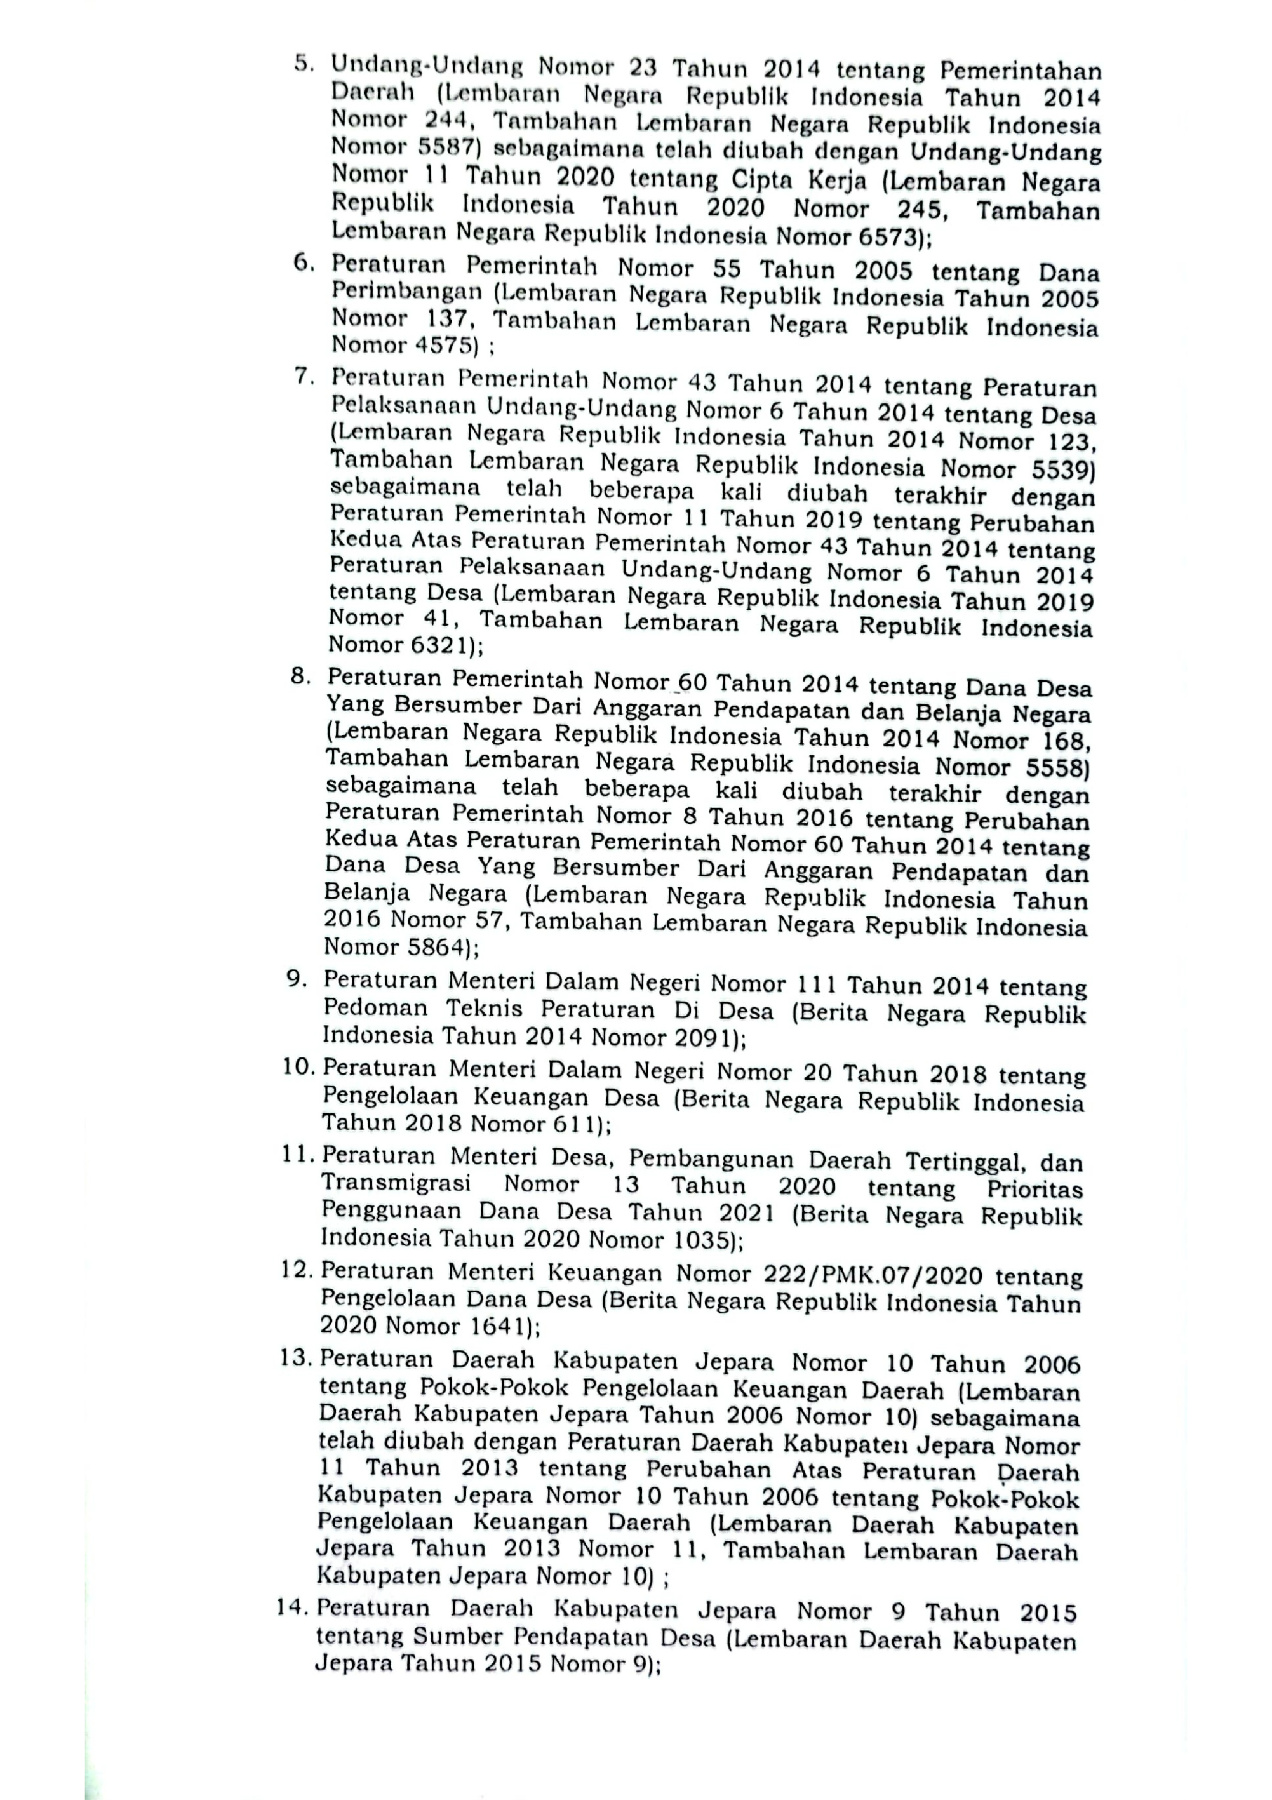 5. Undang-Undang Nomor 23 Tahun 2014 tentang Pemerintahan
Daerah (Lembaran Negara Republik Indonesia Tahun 2014
Nomor 244, Tambahan Lembaran Negara Republik Indonesia
Nomor 5587) sebagaimana telah diubah dengan Undang-Undang
Nomor 11 Tahun 2020 tentang Cipta Kerja (Lembaran Negara
Republik Indonesia Tahun 2020 Nomor 245, Tambahan
Lembaran Negara Republik Indonesia Nomor 6573);
6. Peraturan Pemerintah Nomor 55 Tahun 2005 tentang Dana
Perimbangan (Lembaran Negara Republik Indonesia Tahun 2005
Nomor 137, Tambahan Lembaran Negara Republik Indonesia
Nomor 4575) ;
7. Peraturan Pemerintah Nomor 43 Tahun 2014 tentang Peraturan
Pelaksanaan Undang-Undang Nomor 6 Tahun 2014 tentang Desa
(Lembaran Negara Republik Indonesia Tahun 2014 Nomor 123,
Tambahan Lembaran Negara Republik Indonesia Nomor 5539)
sebagaimana telah beberapa kali diubah terakhir dengan
Peraturan Pemerintah Nomor 11 Tahun 2019 tentang Perubahan
Kedua Atas Peraturan Pemerintah Nomor 43 Tahun 2014 tentang
Peraturan Pelaksanaan Undang-Undang Nomor 6 Tahun 2014
tentang Desa (Lembaran Negara Republik Indonesia Tahun 2019
Nomor 41, Tambahan Lembaran Negara Republik Indonesia
Nomor 6321);
8. Peraturan Pemerintah Nomor 60 Tahun 2014 tentang Dana Desa
Yang Bersumber Dari Anggaran Pendapatan dan Belanja Negara
(Lembaran Negara Republik Indonesia Tahun 2014 Nomor 168,
Tambahan Lembaran Negara Republik Indonesia Nomor 5558)
sebagaimana telah beberapa kali diubah terakhir dengan
Peraturan Pemerintah Nomor 8 Tahun 2016 tentang Perubahan
Kedua Atas Peraturan Pemerintah Nomor 60 Tahun 2014 tentang
Dana Desa Yang Bersumber Dari Anggaran Pendapatan dan
Belanja Negara (Lembaran Negara Republik Indonesia Tahun
2016 Nomor 57, Tambahan Lembaran Negara Republik Indonesia
Nomor 5864);
9. Peraturan Menteri Dalam Negeri Nomor 111 Tahun 2014 tentang
Pedoman Teknis Peraturan Di Desa (Berita Negara Republik
Indonesia Tahun 2014 Nomor 2091);
10. Peraturan Menteri Dalam Negeri Nomor 20 Tahun 2018 tentang
Pengelolaan Keuangan Desa (Berita Negara Republik Indonesia
Tahun 2018 Nomor 611);
11. Peraturan Menteri Desa, Pembangunan Daerah Tertinggal, dan
Transmigrasi Nomor 13 Tahun 2020 tentang Prioritas
Penggunaan Dana Desa Tahun 2021 (Berita Negara Republik
Indonesia Tahun 2020 Nomor 1035);
12. Peraturan Menteri Keuangan Nomor 222/PMK.07/2020 tentang
Pengelolaan Dana Desa (Berita Negara Republik Indonesia Tahun
2020 Nomor 1641);
13. Peraturan Daerah Kabupaten Jepara Nomor 10 Tahun 2006
tentang Pokok-Pokok Pengelolaan Keuangan Daerah (Lembaran
Daerah Kabupaten Jepara Tahun 2006 Nomor 10) sebagaimana
telah diubah dengan Peraturan Daerah Kabupaten Jepara Nomor
11 Tahun 2013 tentang Perubahan Atas Peraturan Daerah
Kabupaten Jepara Nomor 10 Tahun 2006 tentang Pokok-Pokok
Pengelolaan Keuangan Daerah (Lembaran Daerah Kabupaten
Jepara Tahun 2013 Nomor 11, Tambahan Lembaran Daerah
Kabupaten Jepara Nomor 10) ;
14. Peraturan Daerah Kabupaten Jepara Nomor 9 Tahun 2015
tentang Sumber Pendapatan Desa (Lembaran Daerah Kabupaten
Jepara Tahun 2015 Nomor 9);